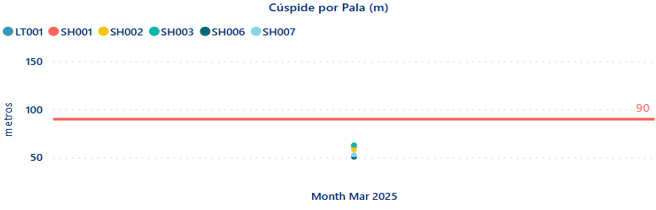 Cúspide por Pala (m)
LT001 SH001 SH002 SH003 SH006 SH007
150
100
90
50
metros
Month Mar 2025